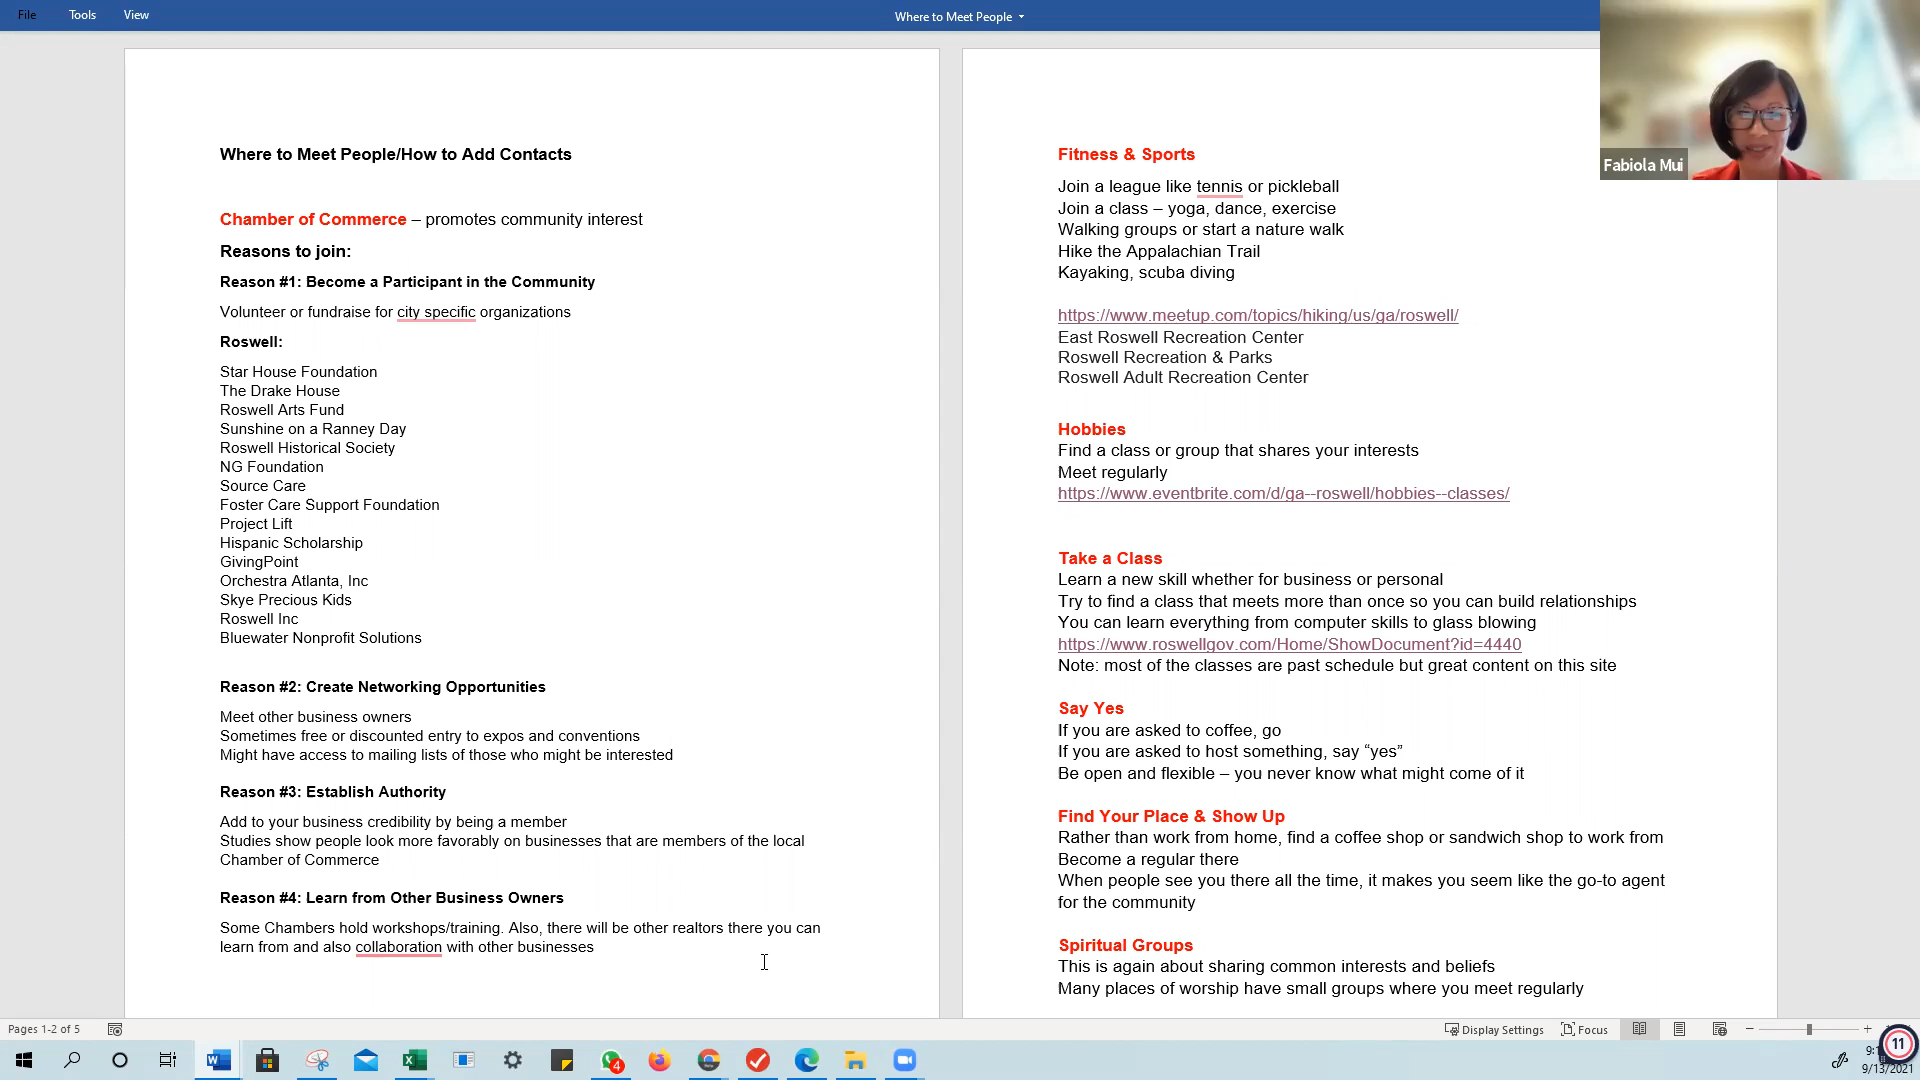 File Tools View
Where to Meet People
Where to Meet People/How to Add Contacts
Chamber of Commerce – promotes community interest
Reasons to join:
Reason #1: Become a Participant in the Community
Volunteer or fundraise for city specific organizations
Roswell:
Star House Foundation
The Drake House
Roswell Arts Fund
Sunshine on a Ranney Day
Roswell Historical Society
NG Foundation
Source Care
Foster Care Support Foundation
Project Lift
Hispanic Scholarship
GivingPoint
Orchestra Atlanta, Inc
Skye Precious Kids
Roswell Inc
Bluewater Nonprofit Solutions
Reason #2: Create Networking Opportunities
Meet other business owners
Sometimes free or discounted entry to expos and conventions
Might have access to mailing lists of those who might be interested
Reason #3: Establish Authority
Add to your business credibility by being a member
Studies show people look more favorably on businesses that are members of the local
Chamber of Commerce
Reason #4: Learn from Other Business Owners
Some Chambers hold workshops/training. Also, there will be other realtors there you can
learn from and also collaboration with other businesses
Fitness & Sports
Join a league like tennis or pickleball
Join a class – yoga, dance, exercise
Walking groups or start a nature walk
Hike the Appalachian Trail
Kayaking, scuba diving
https://www.meetup.com/topics/hiking/us/ga/roswell/
East Roswell Recreation Center
Roswell Recreation & Parks
Roswell Adult Recreation Center
Hobbies
Find a class or group that shares your interests
Meet regularly
https://www.eventbrite.com/d/ga--roswell/hobbies--classes/
Take a Class
Learn a new skill whether for business or personal
Try to find a class that meets more than once so you can build relationships
You can learn everything from computer skills to glass blowing
https://www.roswellgov.com/Home/ShowDocument?id=4440
Note: most of the classes are past schedule but great content on this site
Say Yes
If you are asked to coffee, go
If you are asked to host something, say “yes”
Be open and flexible – you never know what might come of it
Find Your Place & Show Up
Rather than work from home, find a coffee shop or sandwich shop to work from
Become a regular there
When people see you there all the time, it makes you seem like the go-to agent
for the community
Spiritual Groups
This is again about sharing common interests and beliefs
Many places of worship have small groups where you meet regularly
Fabiola Mui
Pages 1-2 of 5
Display Settings Focus
4
11
9/13/2021